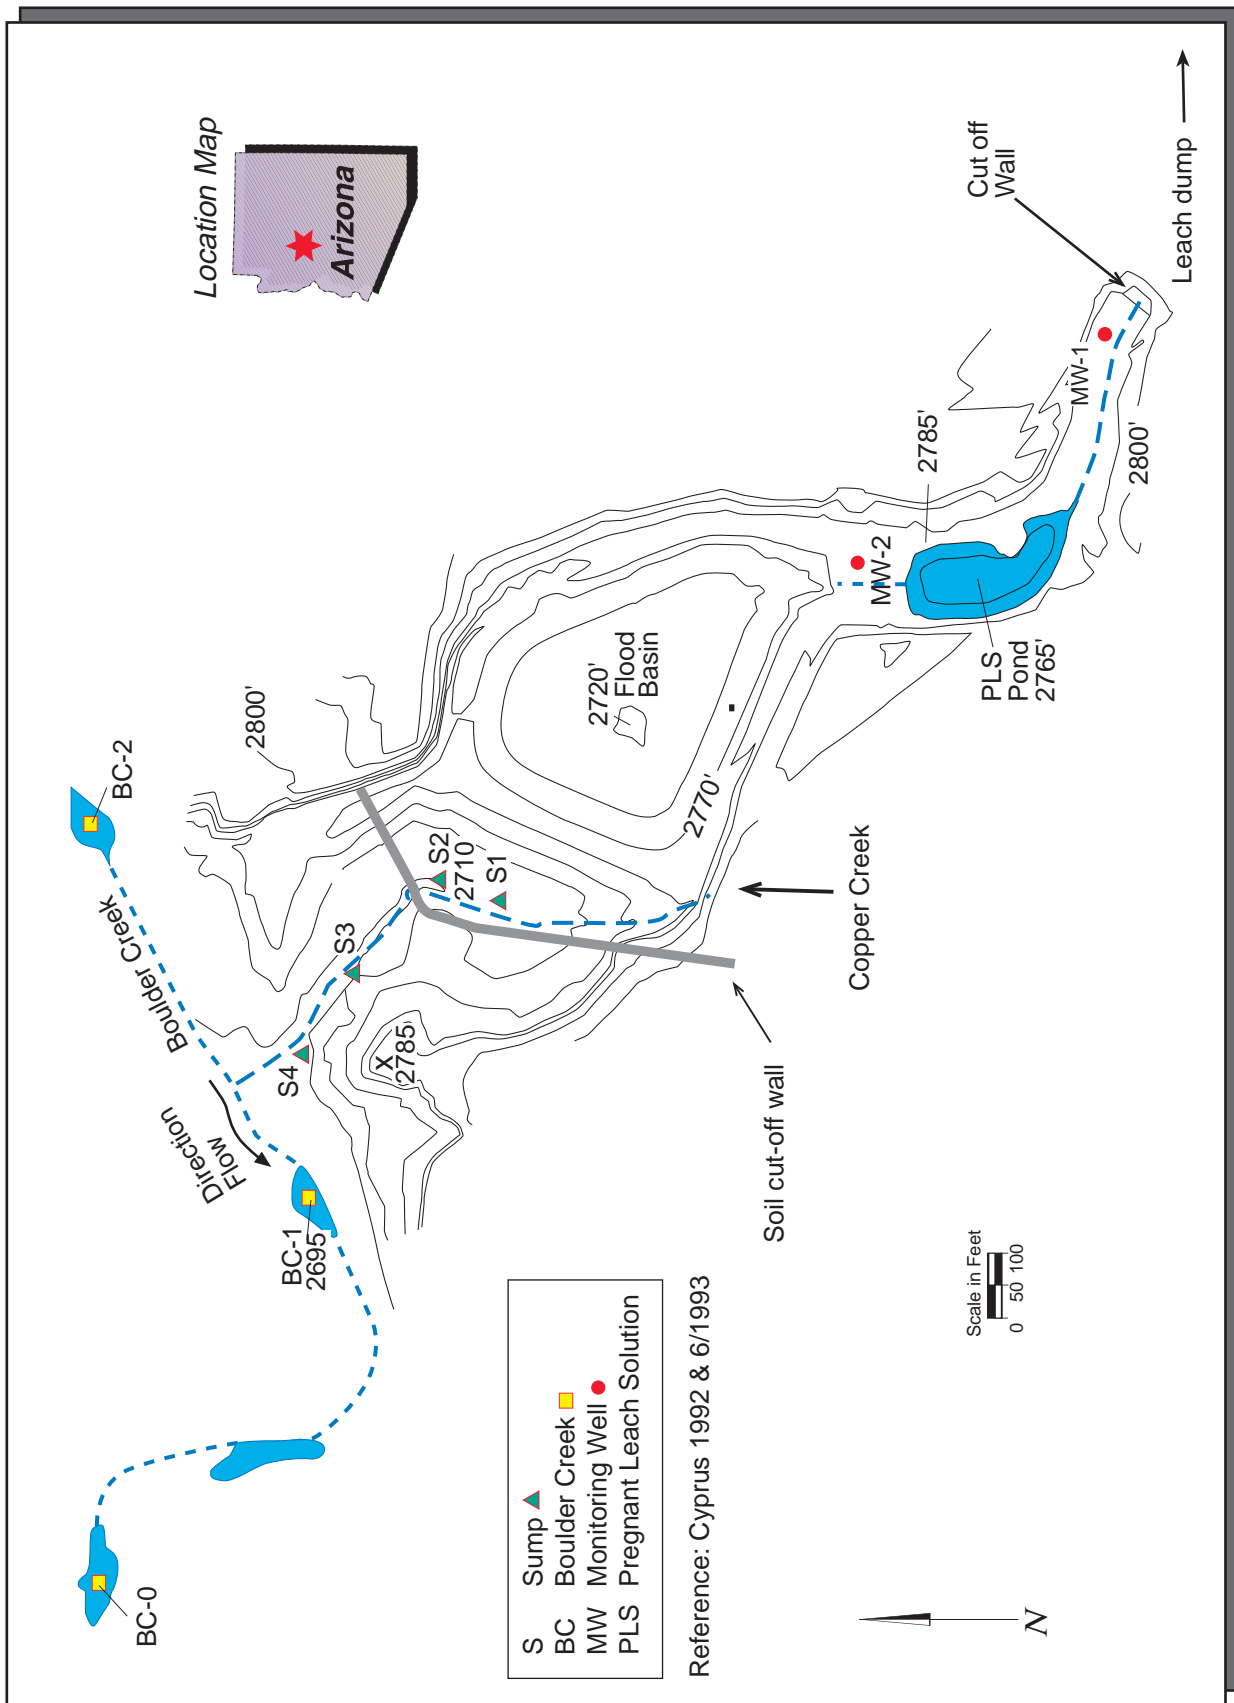 Location Map
Arizona
BC-2
Boulder Creek
2800'
Direction
Flow
BC-1
2695
BC-0
S4
S3
S2
2710
S1
X
2785'
2720'
Flood
Basin
2770'
MW-2
2785'
PLS
Pond
2765'
MW-1
2800'
Cut off
Wall
Leach dump
Copper Creek
Soil cut-off wall
S Sump
BC Boulder Creek
MW Monitoring Well
PLS Pregnant Leach Solution
Reference: Cyprus 1992 & 6/1993
Scale in Feet
0 50 100
N